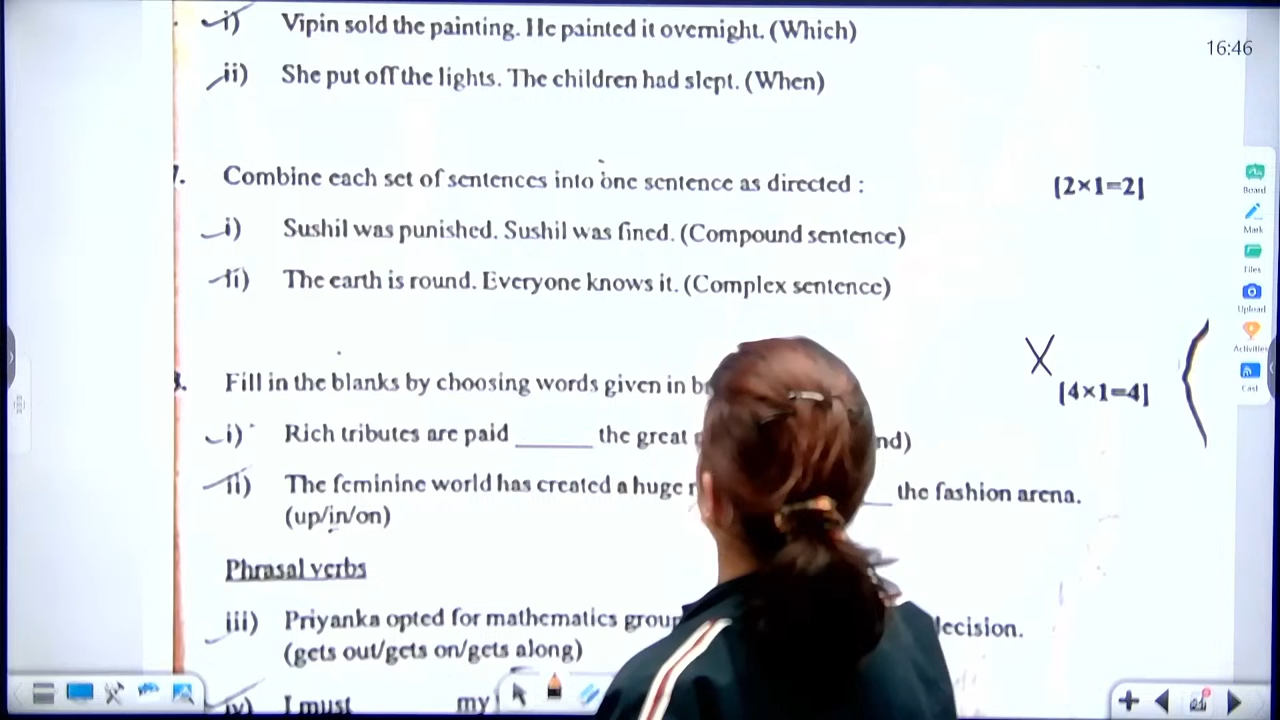 i) Vipin sold the painting. He painted it overnight. (Which)
16:46
ii) She put off the lights. The children had slept. (When)
7. Combine each set of sentences into one sentence as directed : [2×1=2]
i) Sushil was punished. Sushil was fined. (Compound sentence)
ii) The earth is round. Everyone knows it. (Complex sentence)
X
Fill in the blanks by choosing words given in [4×1=4]
i) Rich tributes are paid ______ the great nd)
ii) The feminine world has created a huge ___ the fashion arena.
(up/in/on)
Phrasal verbs
iii) Priyanka opted for mathematics group decision.
(gets out/gets on/gets along)
iv) I must my
Board
Mark
Files
Upload
Activities
Cast